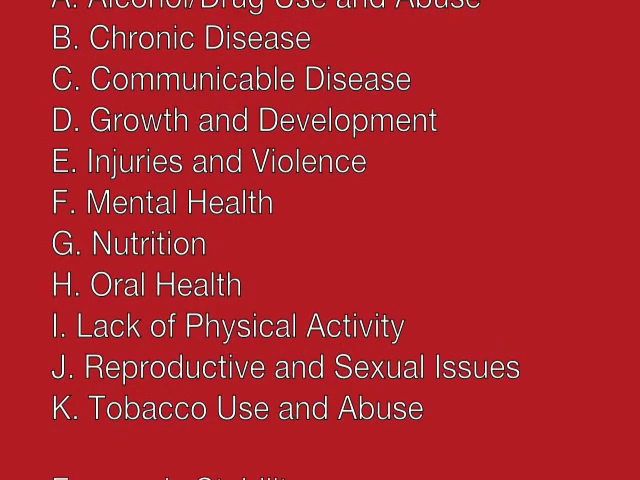 A. Alcohol/Drug Use and Abuse
B. Chronic Disease
C. Communicable Disease
D. Growth and Development
E. Injuries and Violence
F. Mental Health
G. Nutrition
H. Oral Health
I. Lack of Physical Activity
J. Reproductive and Sexual Issues
K. Tobacco Use and Abuse